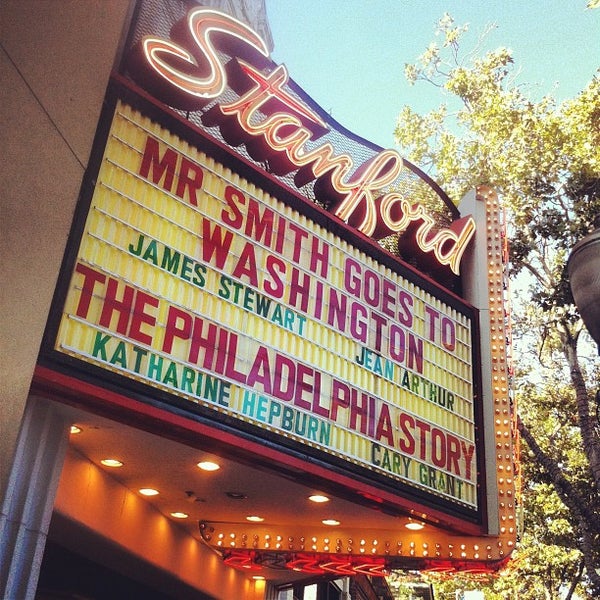 Stanford
MR SMITH GOES TO
WASHINGTON
JAMES STEWART JEAN ARTHUR
THE PHILADELPHIA STORY
KATHARINE HEPBURN CARY GRANT